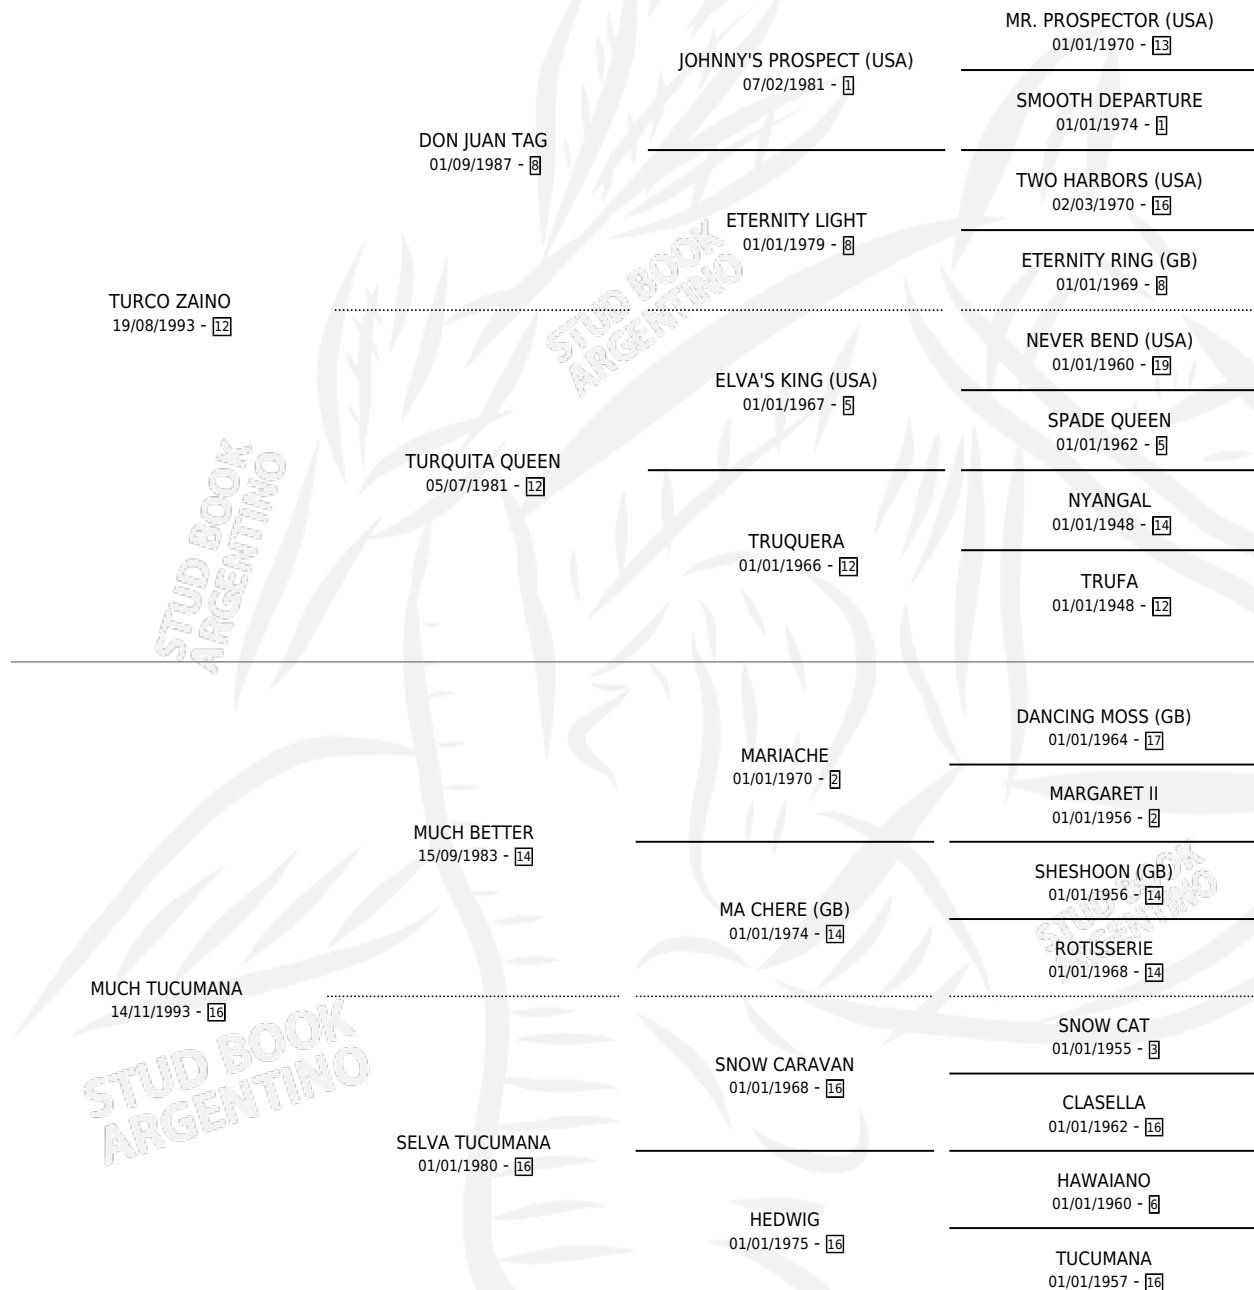 MR. PROSPECTOR (USA)
01/01/1970 - 13
JOHNNY'S PROSPECT (USA)
07/02/1981 - 1
SMOOTH DEPARTURE
01/01/1974 - 1
DON JUAN TAG
01/09/1987 - 8
TWO HARBORS (USA)
02/03/1970 - 16
ETERNITY LIGHT
01/01/1979 - 8
ETERNITY RING (GB)
01/01/1969 - 8
TURCO ZAINO
19/08/1993 - 12
STUD BOOK
ARGENTINO
NEVER BEND (USA)
01/01/1960 - 19
ELVA'S KING (USA)
01/01/1967 - 5
SPADE QUEEN
01/01/1962 - 5
TURQUITA QUEEN
05/07/1981 - 12
NYANGAL
01/01/1948 - 14
TRUQUERA
01/01/1966 - 12
TRUFA
01/01/1948 - 12
STUD BOOK
ARGENTINO
DANCING MOSS (GB)
01/01/1964 - 17
MARIACHE
01/01/1970 - 2
MARGARET II
01/01/1956 - 2
MUCH BETTER
15/09/1983 - 14
SHESHOON (GB)
01/01/1956 - 14
MA CHERE (GB)
01/01/1974 - 14
STUD BOOK
ARGENTINO
ROTISSERIE
01/01/1968 - 14
MUCH TUCUMANA
14/11/1993 - 16
SNOW CAT
01/01/1955 - 3
SNOW CARAVAN
01/01/1968 - 16
STUD BOOK
ARGENTINO
CLASELLA
01/01/1962 - 16
SELVA TUCUMANA
01/01/1980 - 16
HAWAIANO
01/01/1960 - 6
HEDWIG
01/01/1975 - 16
TUCUMANA
01/01/1957 - 16